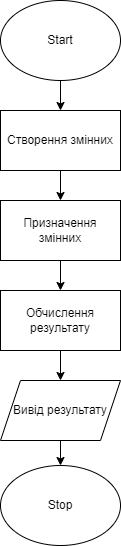 Start
Створення змінних
Призначення
змінних
Обчислення
результату
Вивід результату
Stop